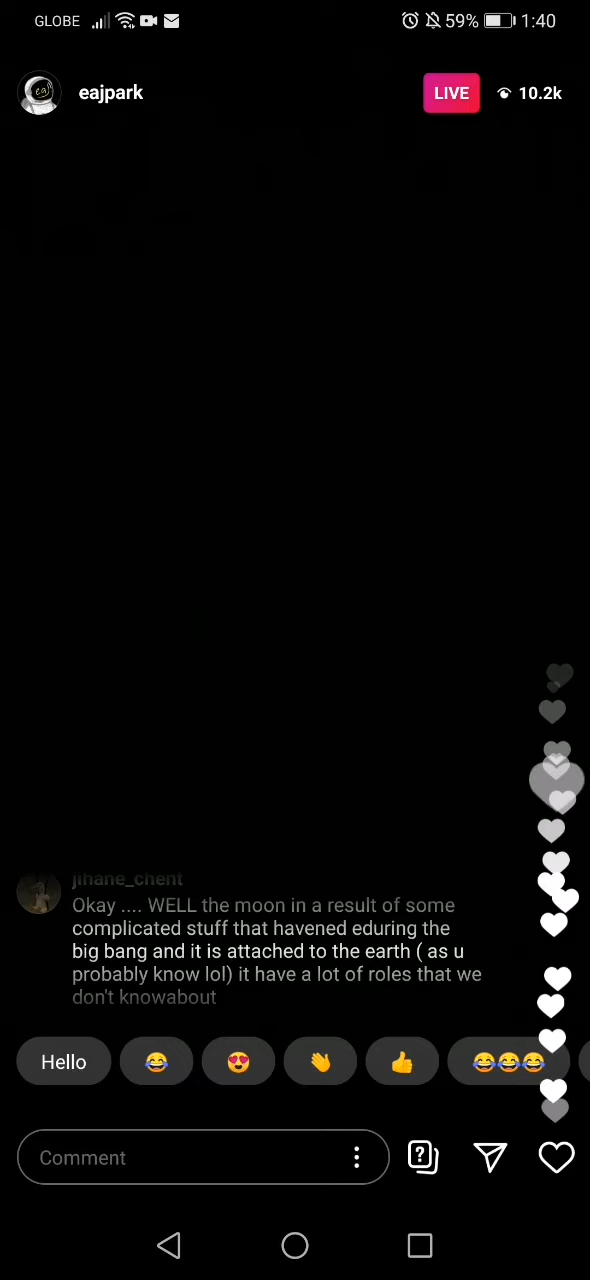 GLOBE 59% 1:40
eaj
eajpark LIVE 10.2k
jihane_chent
Okay .... WELL the moon in a result of some
complicated stuff that havened eduring the
big bang and it is attached to the earth ( as u
probably know lol) it have a lot of roles that we
don't knowabout
Hello
Comment